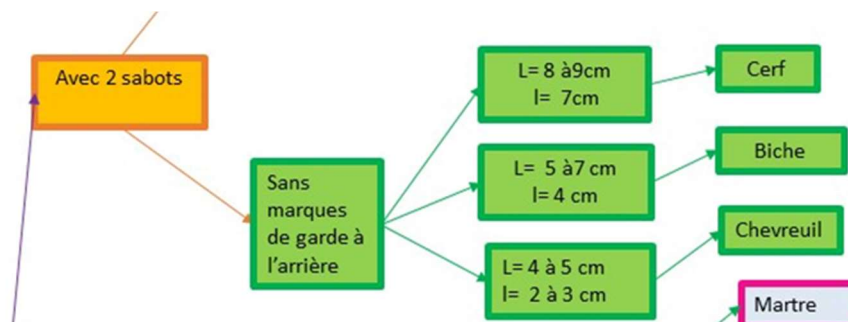 Avec 2 sabots
Sans
marques
de garde à
l'arrière
L= 8 à9cm
l= 7cm
Cerf
L= 5 à7 cm
l= 4 cm
Biche
L= 4 à 5 cm
l= 2 à 3 cm
Chevreuil
Martre